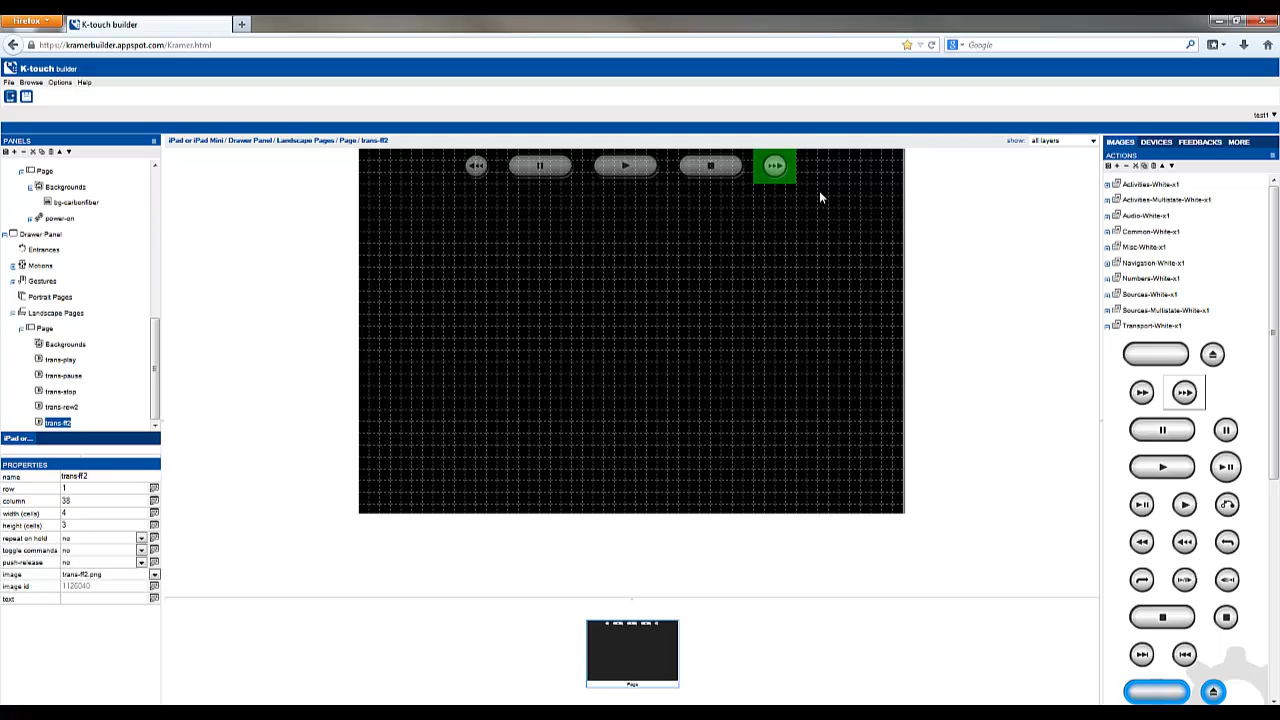 Firefox
K-touch builder
https://kramerbuilder.appspot.com/Kramer.html
Google
K-touch builder
File Browse Options Help
test1
PANELS
Page
Backgrounds
bg-carbonfiber
power-on
Drawer Panel
Entrances
Motions
Gestures
Portrait Pages
Landscape Pages
Page
Backgrounds
trans-play
trans-pause
trans-stop
trans-rew2
trans-ff2
iPad or...
PROPERTIES
name trans-ff2
row 1
column 38
width (cells) 4
height (cells) 3
repeat on hold no
toggle commands no
push-release no
image trans-ff2.png
image id 1126040
text
iPad or iPad Mini / Drawer Panel / Landscape Pages / Page / trans-ff2
show: all layers
Page
IMAGES DEVICES FEEDBACKS MORE
ACTIONS
Activities-White-x1
Activities-Multistate-White-x1
Audio-White-x1
Common-White-x1
Misc-White-x1
Navigation-White-x1
Numbers-White-x1
Sources-White-x1
Sources-Multistate-White-x1
Transport-White-x1